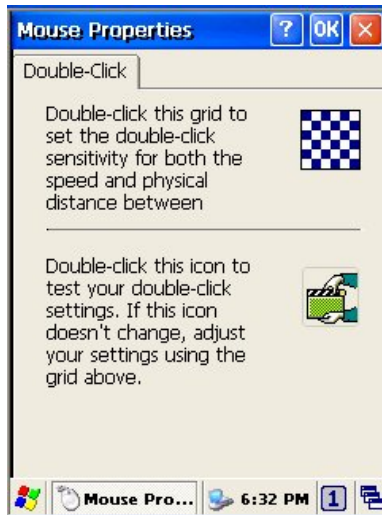 Mouse Properties ? OK
Double-Click
Double-click this grid to
set the double-click
sensitivity for both the
speed and physical
distance between
Double-click this icon to
test your double-click
settings. If this icon
doesn't change, adjust
your settings using the
grid above.
Mouse Pro... 6:32 PM 1